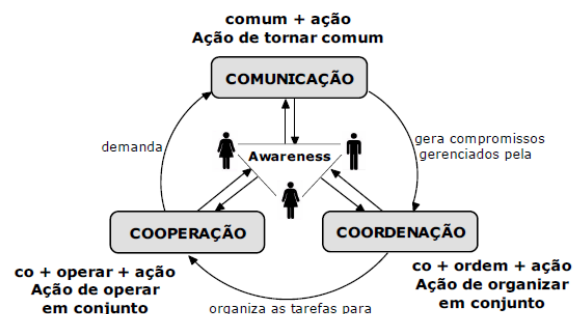 comum + ação
Ação de tornar comum
COMUNICAÇÃO
demanda
Awareness
gera compromissos
gerenciados pela
COOPERAÇÃO
COORDENAÇÃO
co + operar + ação
Ação de operar
em conjunto
co + ordem + ação
Ação de organizar
em conjunto
organiza as tarefas para